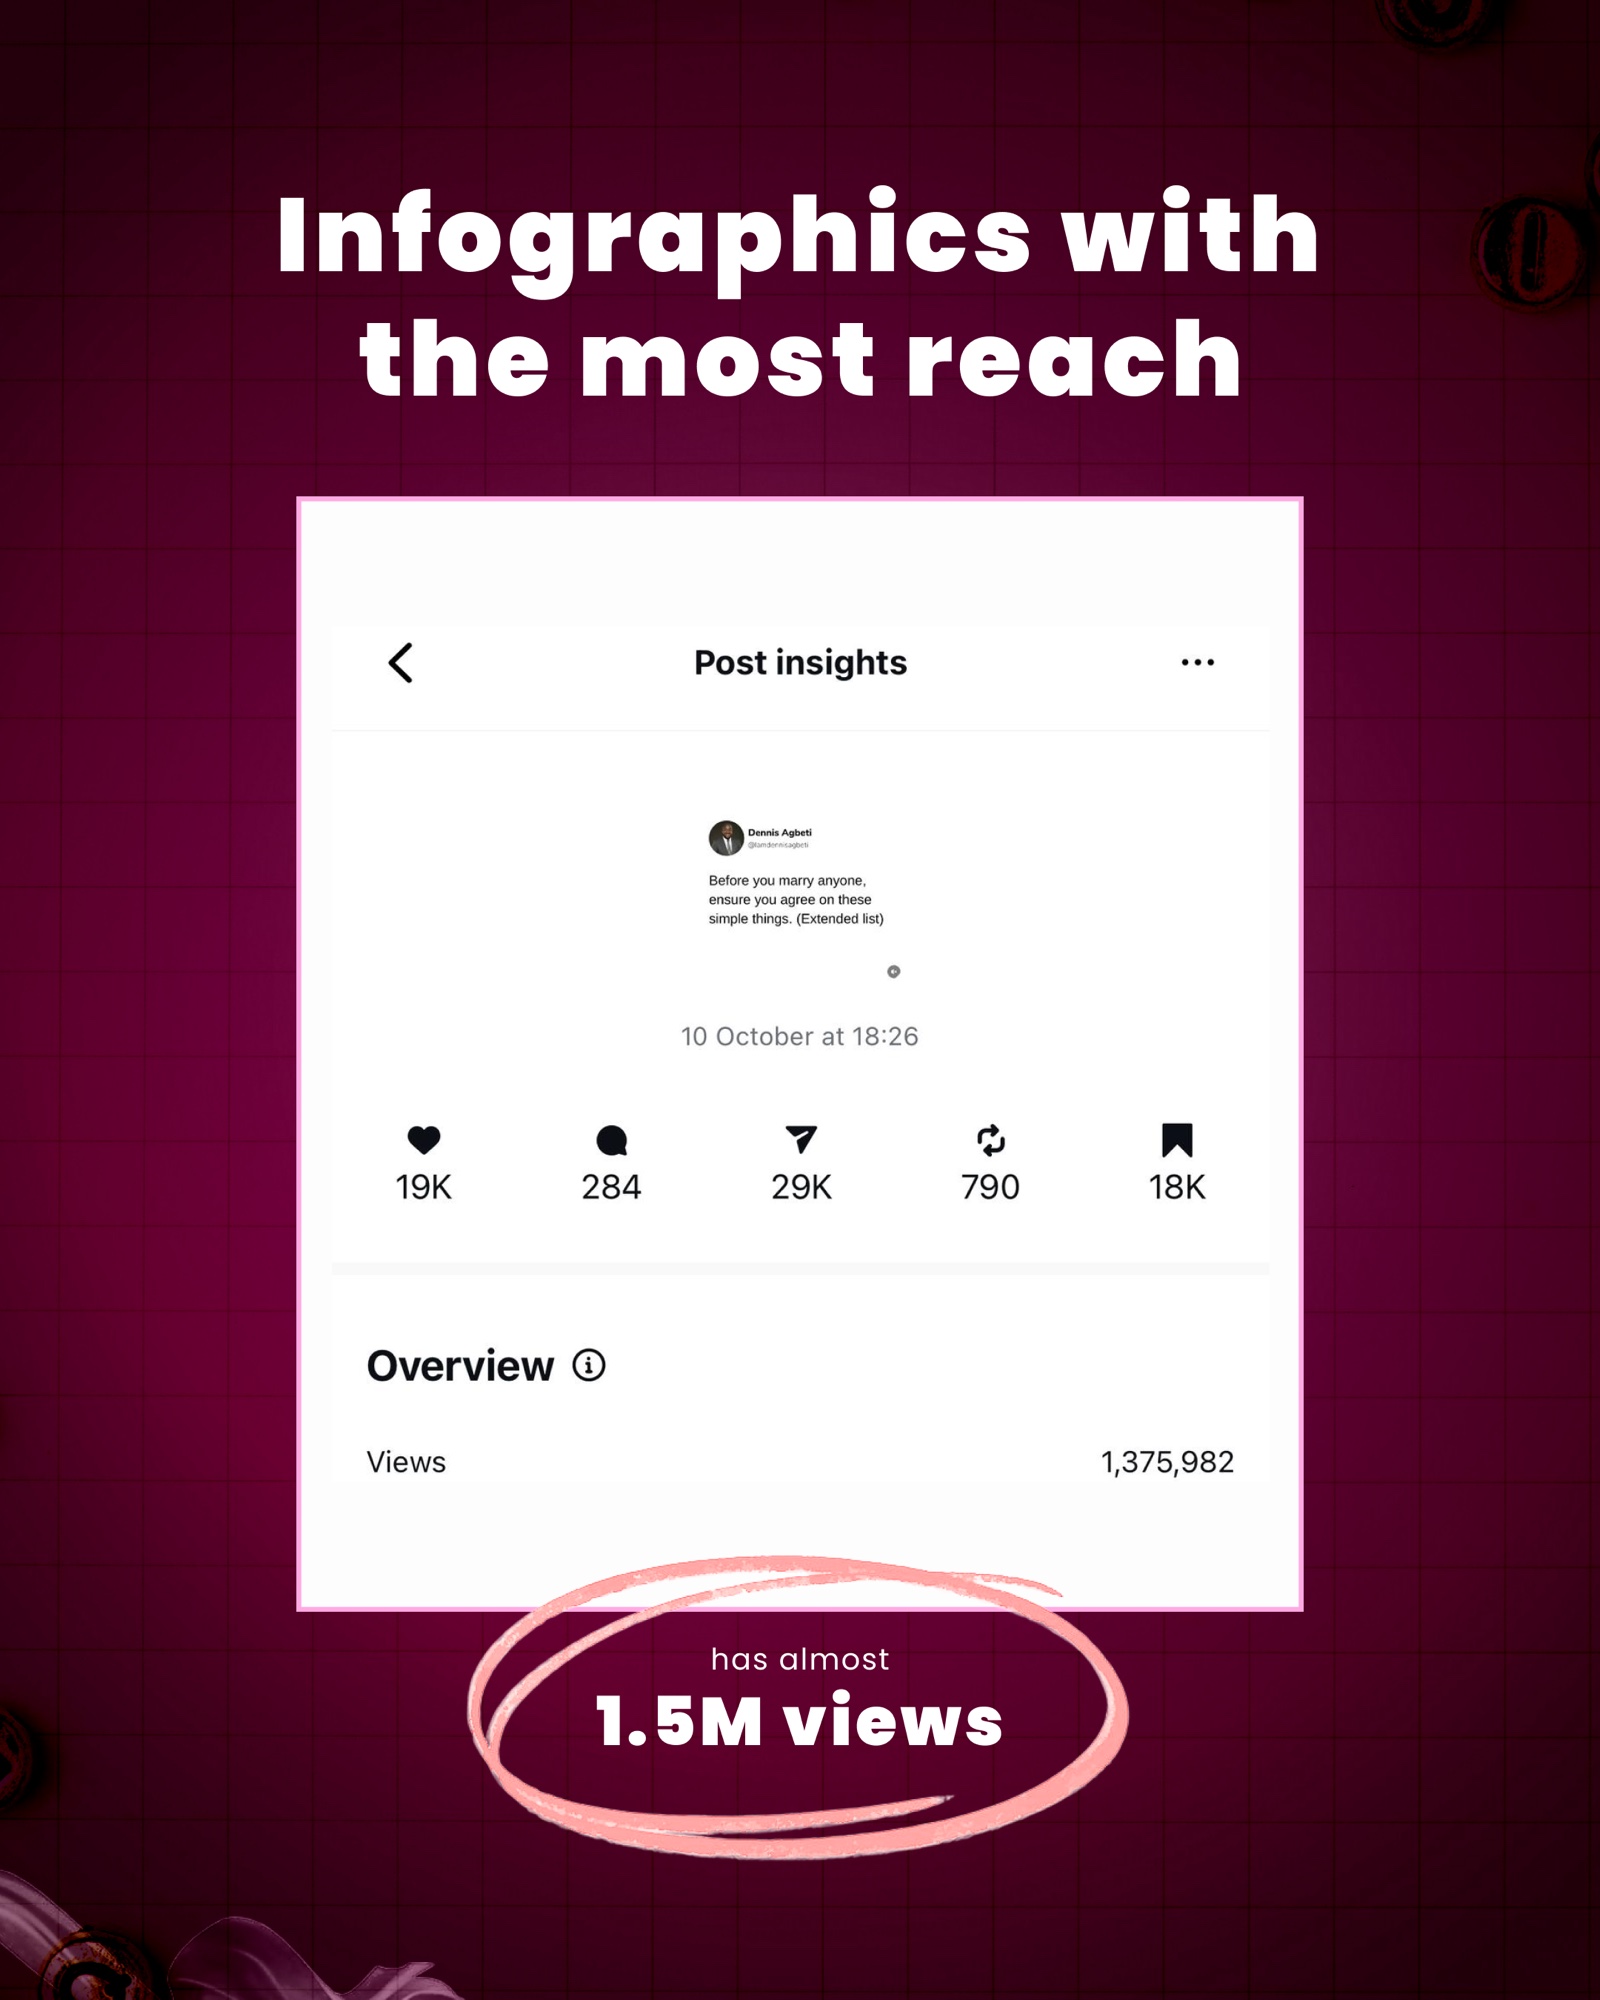 Infographics with
the most reach
Post insights
Dennis Agbeti
@Iamdennisagbeti
Before you marry anyone,
ensure you agree on these
simple things. (Extended list)
10 October at 18:26
19K 284 29K 790 18K
Overview
Views 1,375,982
has almost
1.5M views